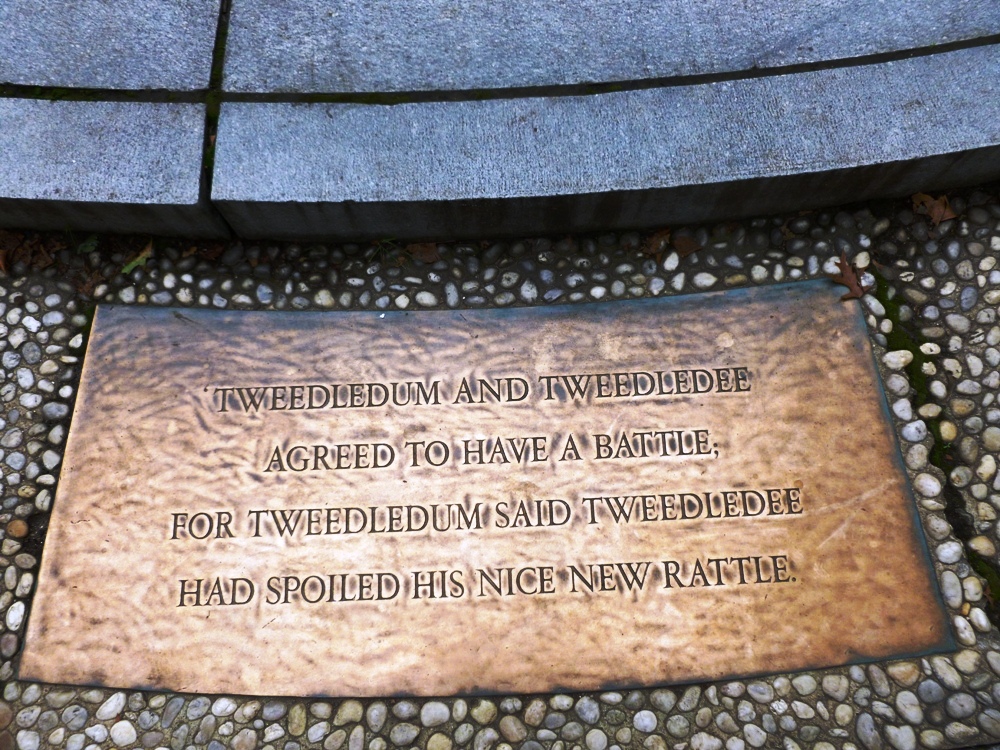 ‘TWEEDLEDUM AND TWEEDLEDEE
AGREED TO HAVE A BATTLE;
FOR TWEEDLEDUM SAID TWEEDLEDEE
HAD SPOILED HIS NICE NEW RATTLE.